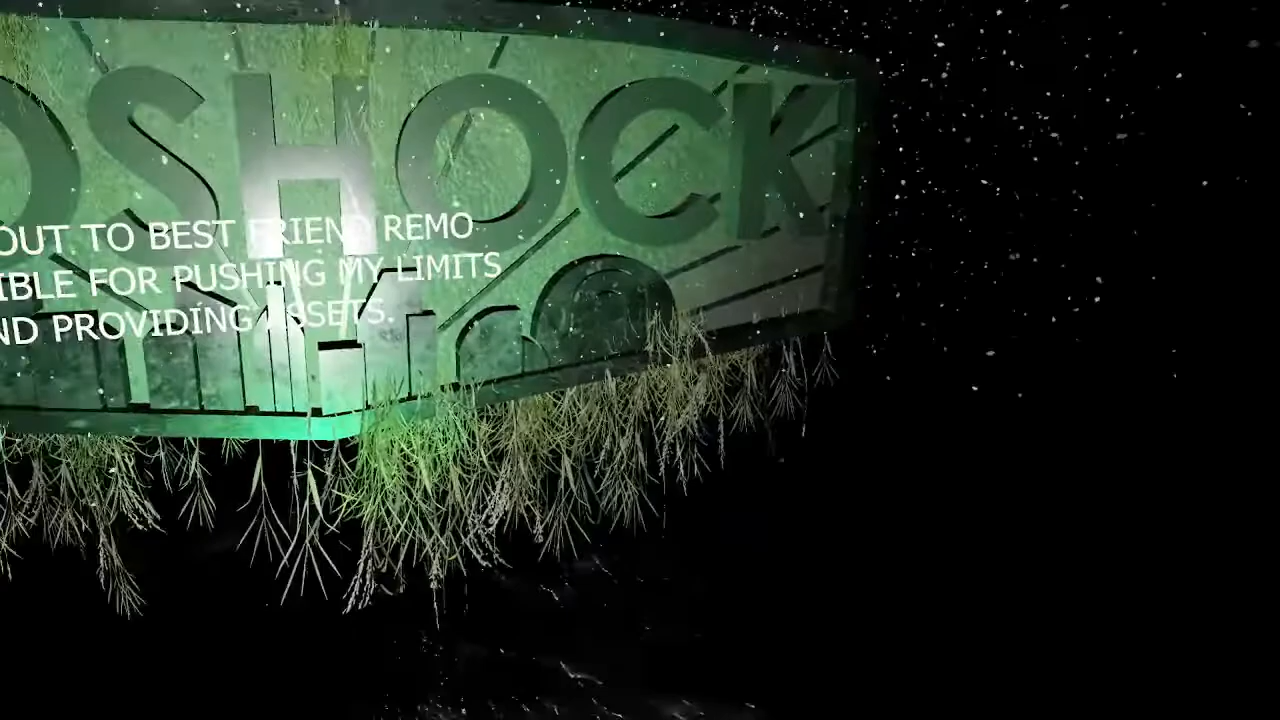 OSHOCK
OUT TO BEST FRIEND REMO
IBLE FOR PUSHING MY LIMITS
ND PROVIDING ASSETS.